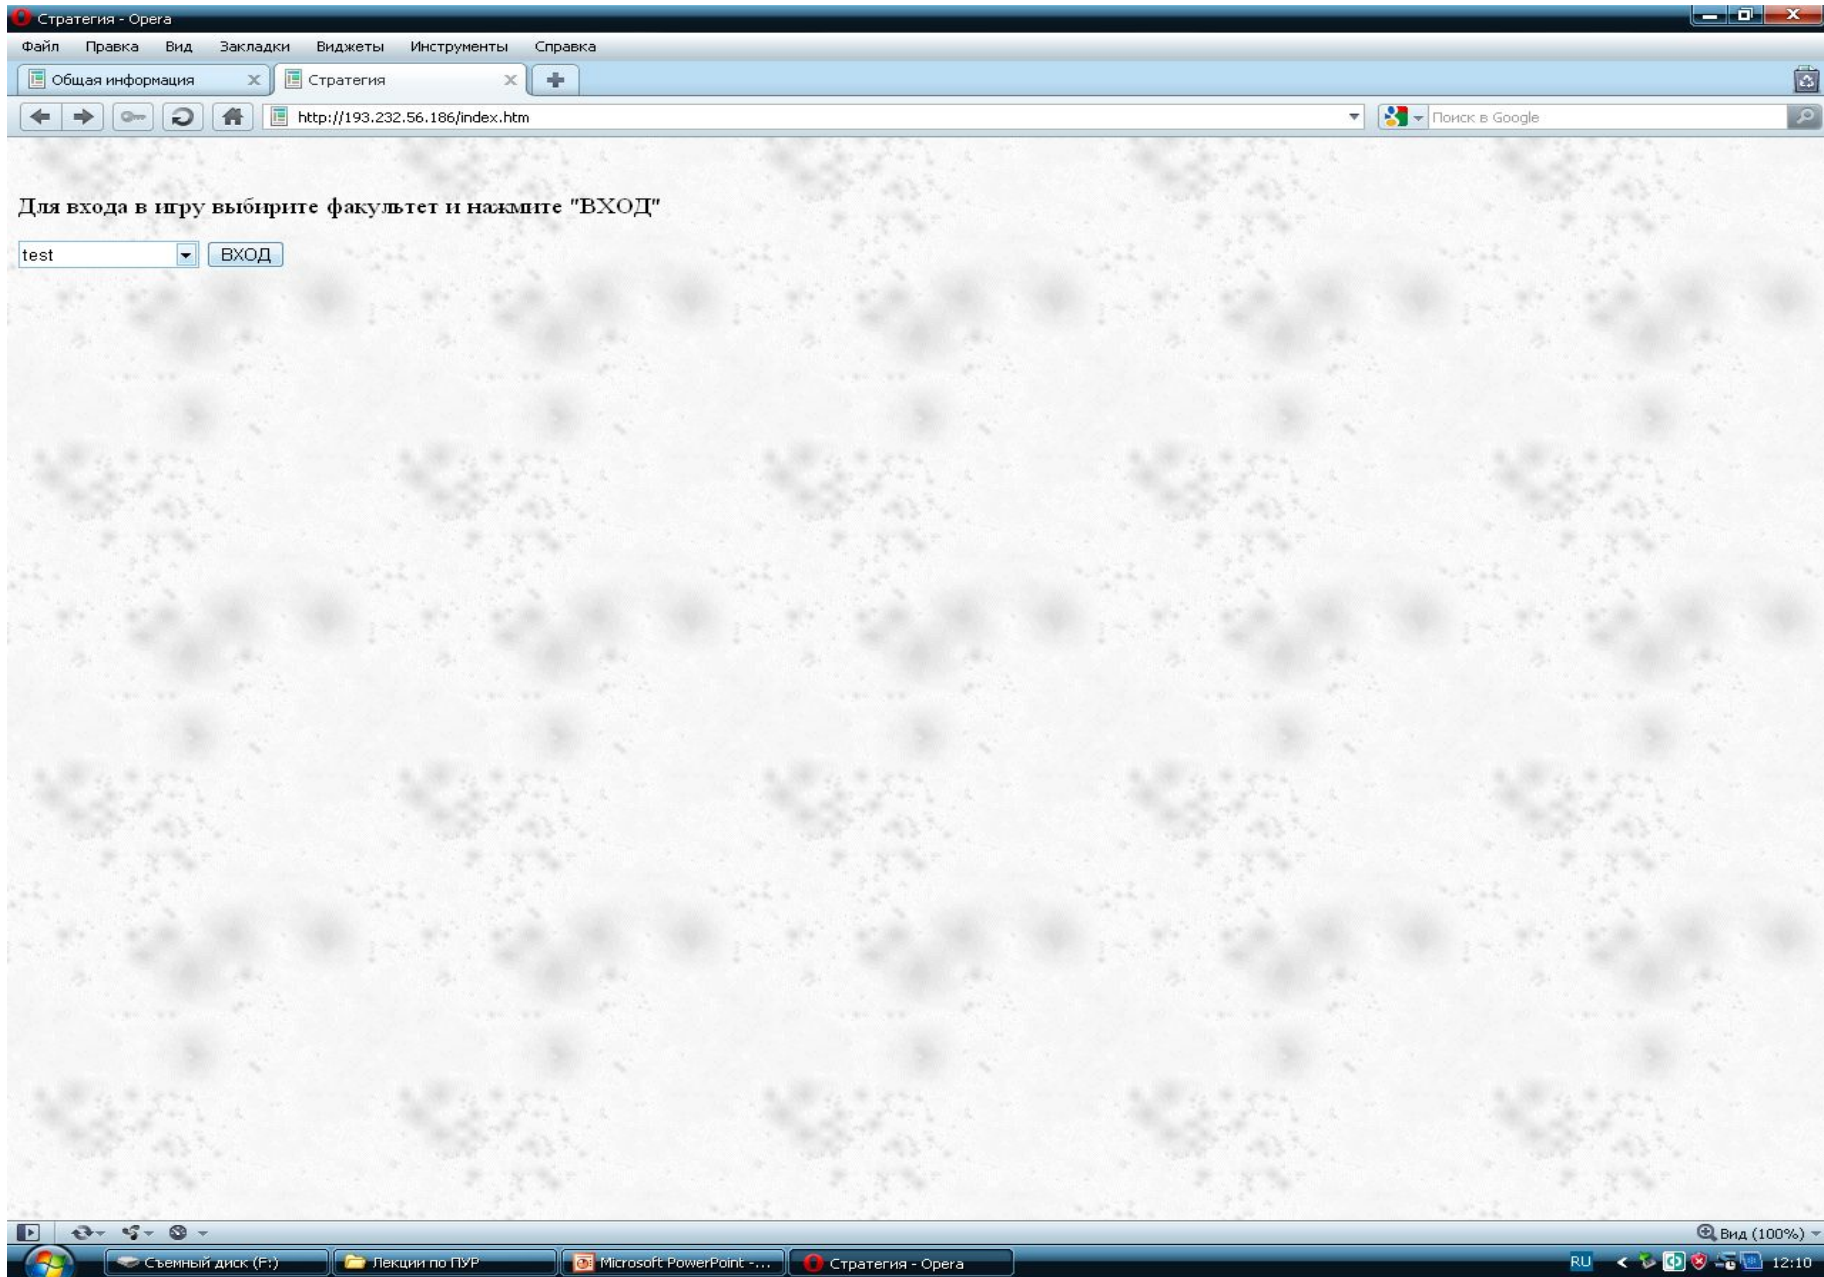 Стратегия - Opera
Файл Правка Вид Закладки Виджеты Инструменты Справка
Общая информация Стратегия
http://193.232.56.186/index.htm Поиск в Google
Для входа в игру выбирите факультет и нажмите "ВХОД"
test ВХОД
Вид (100%)
Съемный диск (F:) Лекции по ПУР Microsoft PowerPoint -... Стратегия - Opera RU 12:10